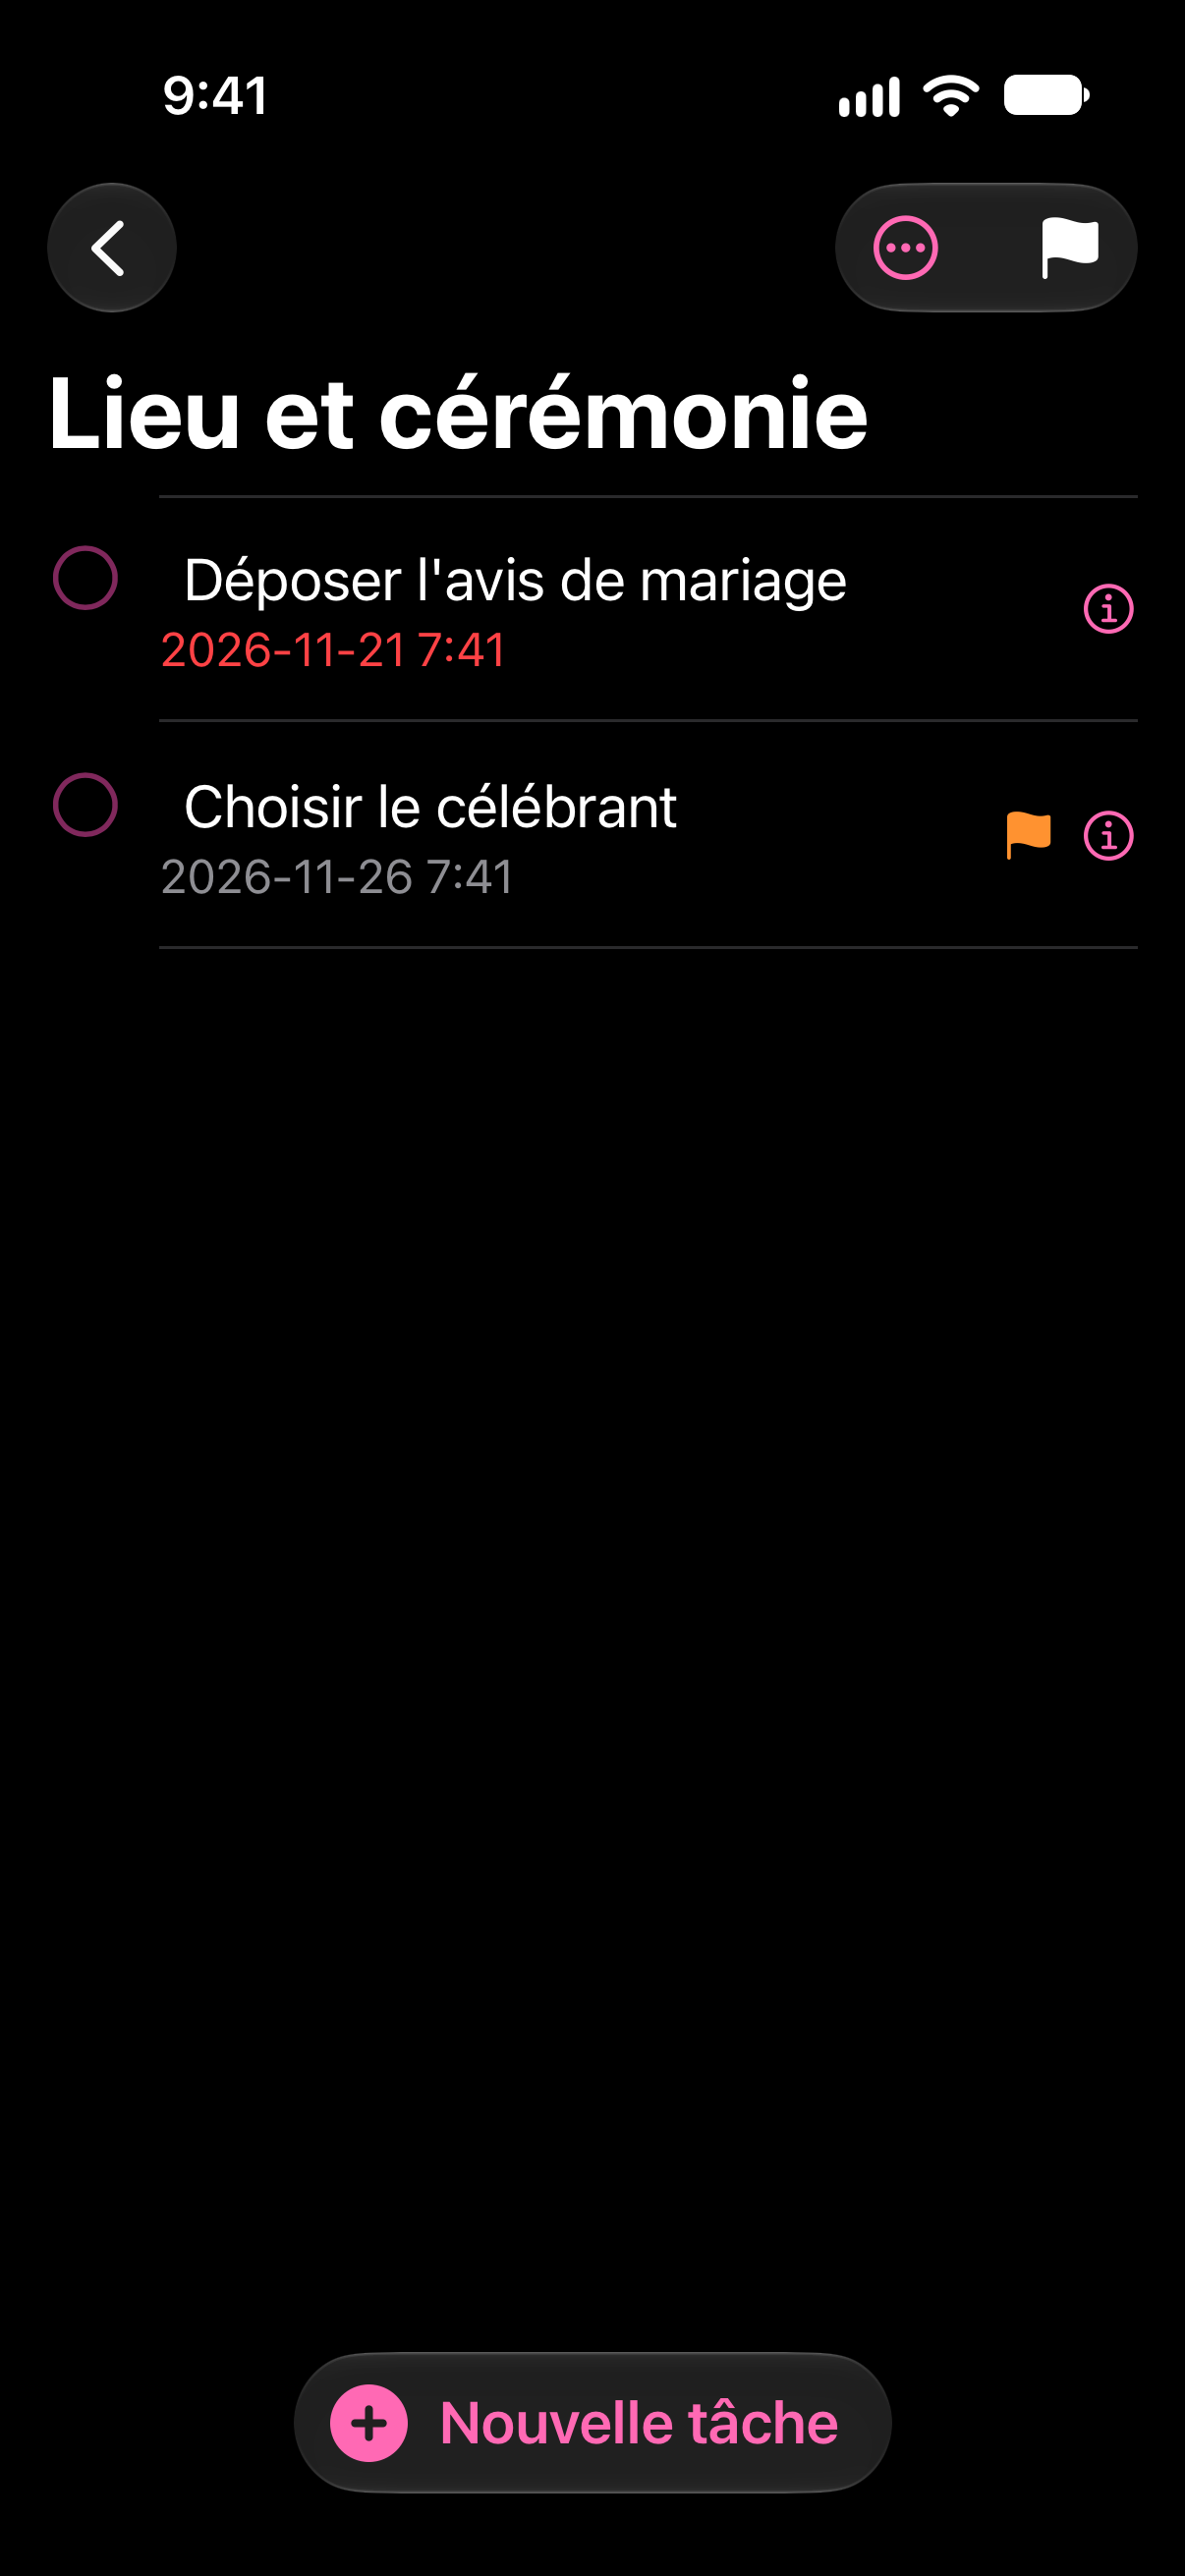 9:41
Lieu et cérémonie
Déposer l'avis de mariage
2026-11-21 7:41
Choisir le célébrant
2026-11-26 7:41
Nouvelle tâche